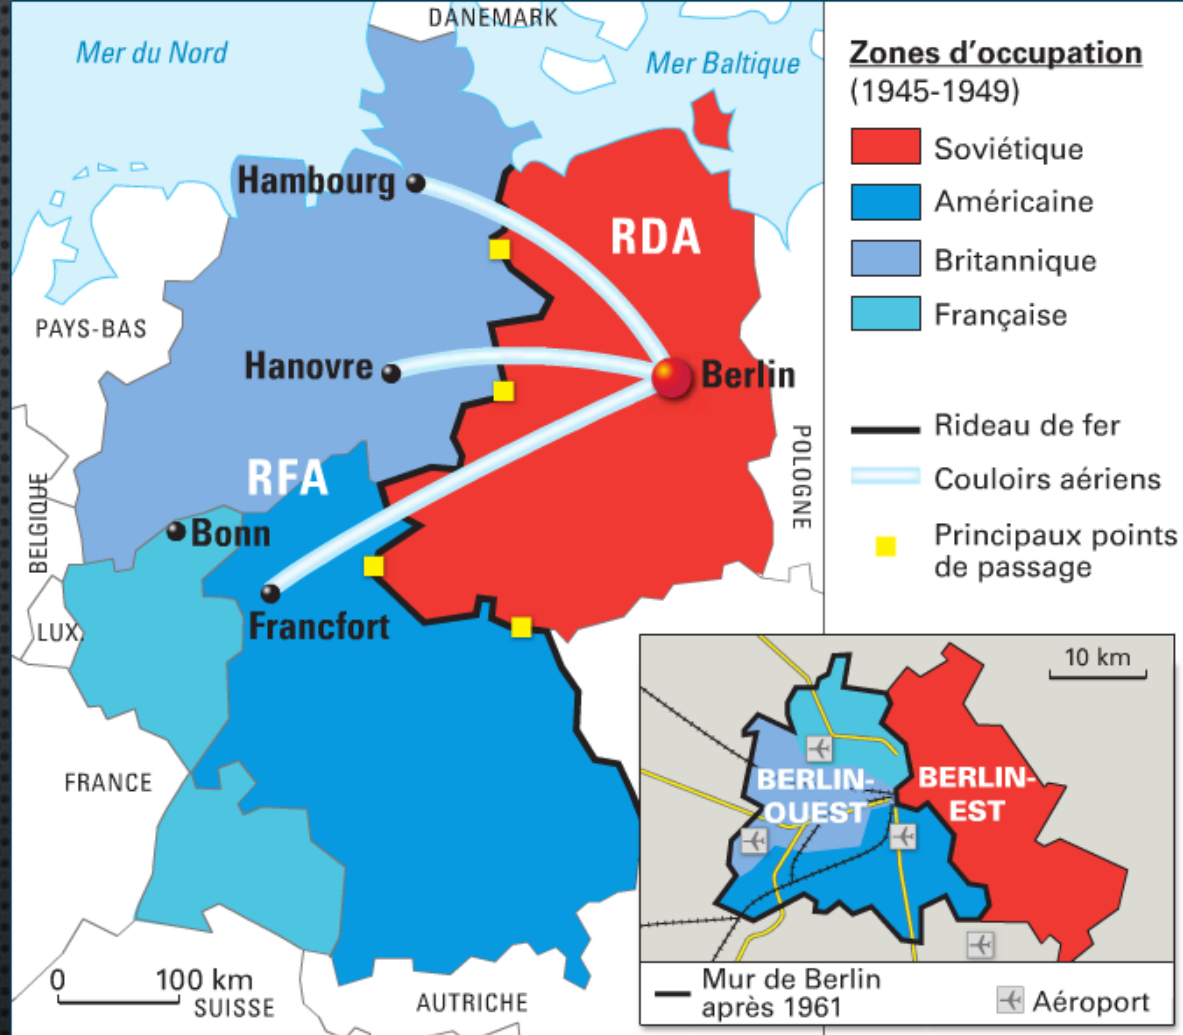 DANEMARK
Mer du Nord
Mer Baltique
Hambourg
RDA
PAYS-BAS
Hanovre
Berlin
POLOGNE
BELGIQUE
RFA
Bonn
Francfort
LUX.
FRANCE
0
100 km
SUISSE
AUTRICHE
Zones d'occupation
(1945-1949)
Soviétique
Américaine
Britannique
Française
Rideau de fer
Couloirs aériens
Principaux points
de passage
10 km
BERLIN-
OUEST
BERLIN-
EST
Mur de Berlin
après 1961
Aéroport